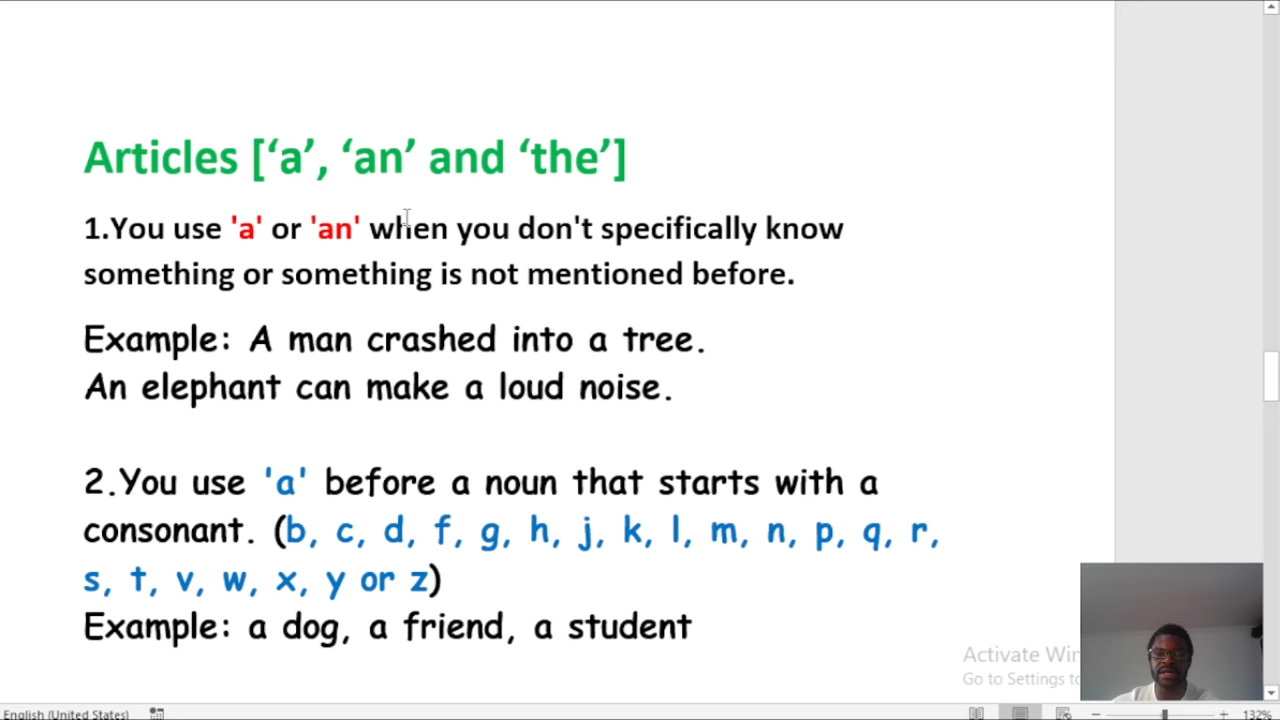 Articles [‘a’, ‘an’ and ‘the’]
1.You use 'a' or 'an' when you don't specifically know
something or something is not mentioned before.
Example: A man crashed into a tree.
An elephant can make a loud noise.
2.You use 'a' before a noun that starts with a
consonant. (b, c, d, f, g, h, j, k, l, m, n, p, q, r,
s, t, v, w, x, y or z)
Example: a dog, a friend, a student
Activate
Go to Settings
English (United States)
132%